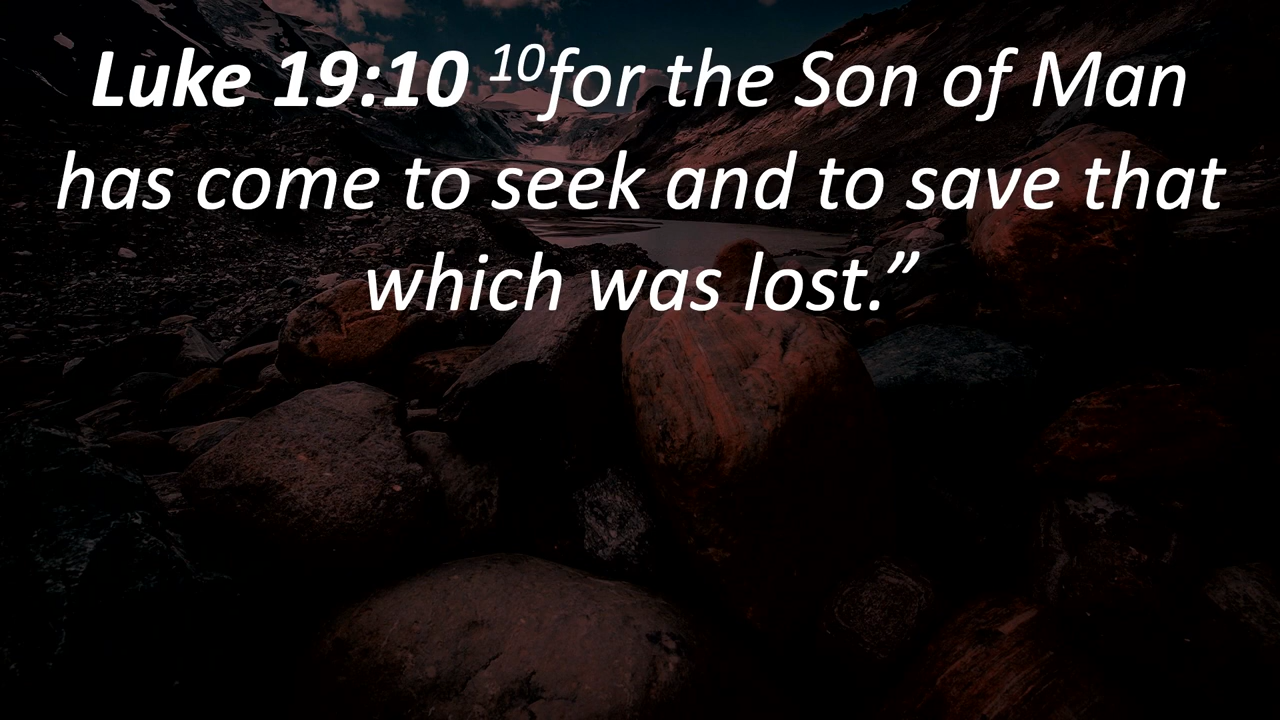 Luke 19:10 ¹⁰for the Son of Man
has come to seek and to save that
which was lost.”